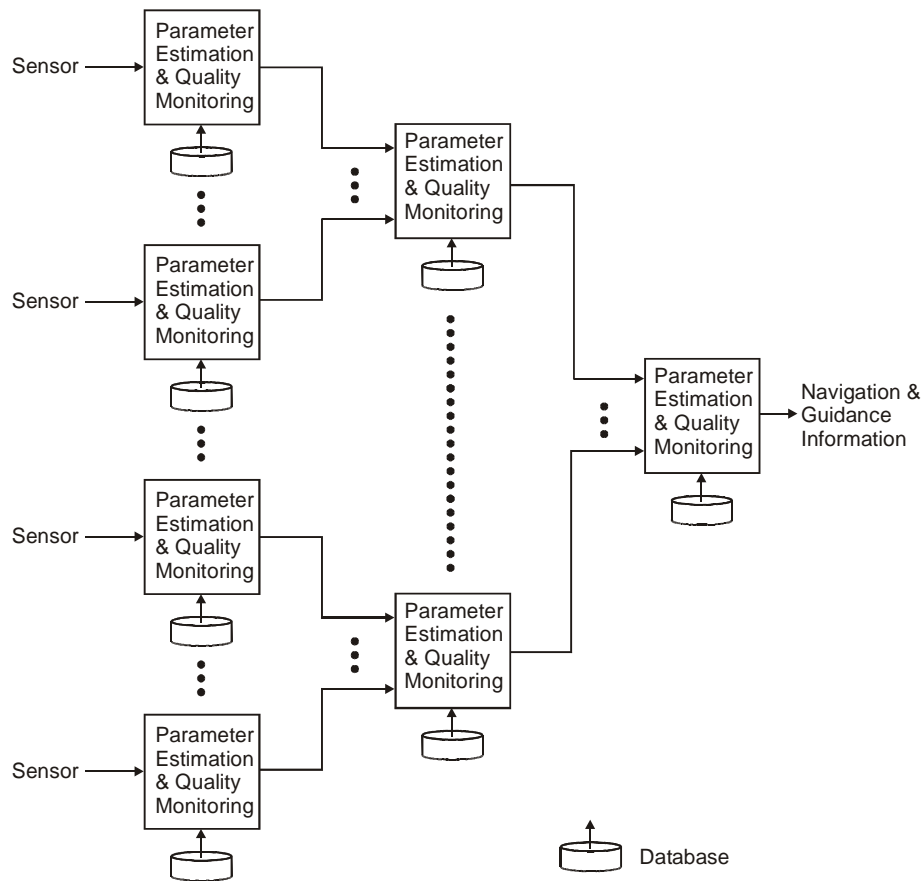 Sensor
Parameter
Estimation
& Quality
Monitoring
Parameter
Estimation
& Quality
Monitoring
Sensor
Parameter
Estimation
& Quality
Monitoring
Parameter
Estimation
& Quality
Monitoring
Navigation &
Guidance
Information
Sensor
Parameter
Estimation
& Quality
Monitoring
Parameter
Estimation
& Quality
Monitoring
Sensor
Parameter
Estimation
& Quality
Monitoring
Database